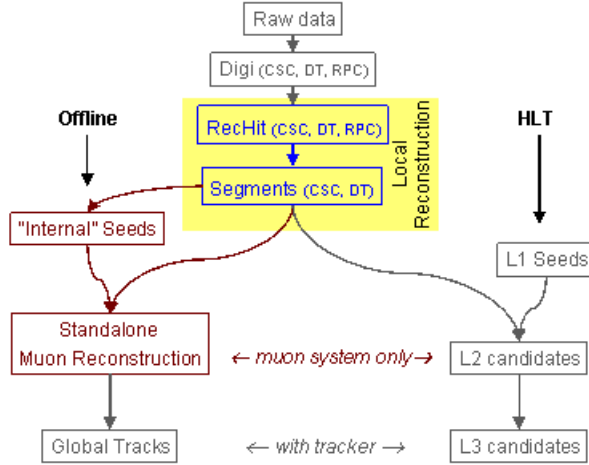 Raw data
Digi (CSC, DT, RPC)
Offline
RecHit (CSC, DT, RPC)
HLT
Local
Reconstruction
Segments (CSC, DT)
"Internal" Seeds
L1 Seeds
Standalone
Muon Reconstruction
← muon system only →
L2 candidates
Global Tracks
← with tracker →
L3 candidates